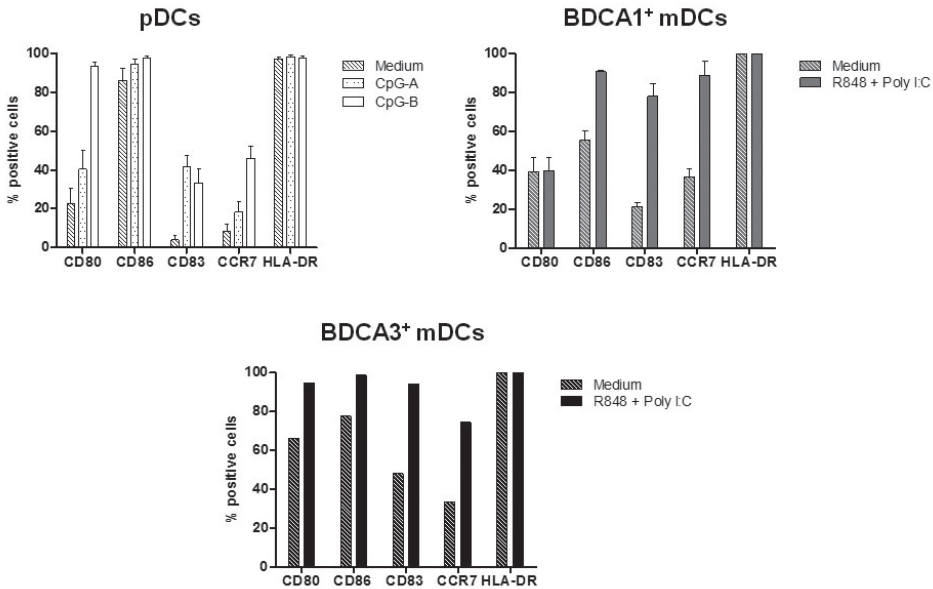 pDCs
% positive cells
100
80
60
40
20
0
CD80 CD86 CD83 CCR7 HLA-DR
Medium
CpG-A
CpG-B
BDCA1⁺ mDCs
% positive cells
100
80
60
40
20
0
CD80 CD86 CD83 CCR7 HLA-DR
Medium
R848 + Poly I:C
BDCA3⁺ mDCs
% positive cells
100
80
60
40
20
0
CD80 CD86 CD83 CCR7 HLA-DR
Medium
R848 + Poly I:C